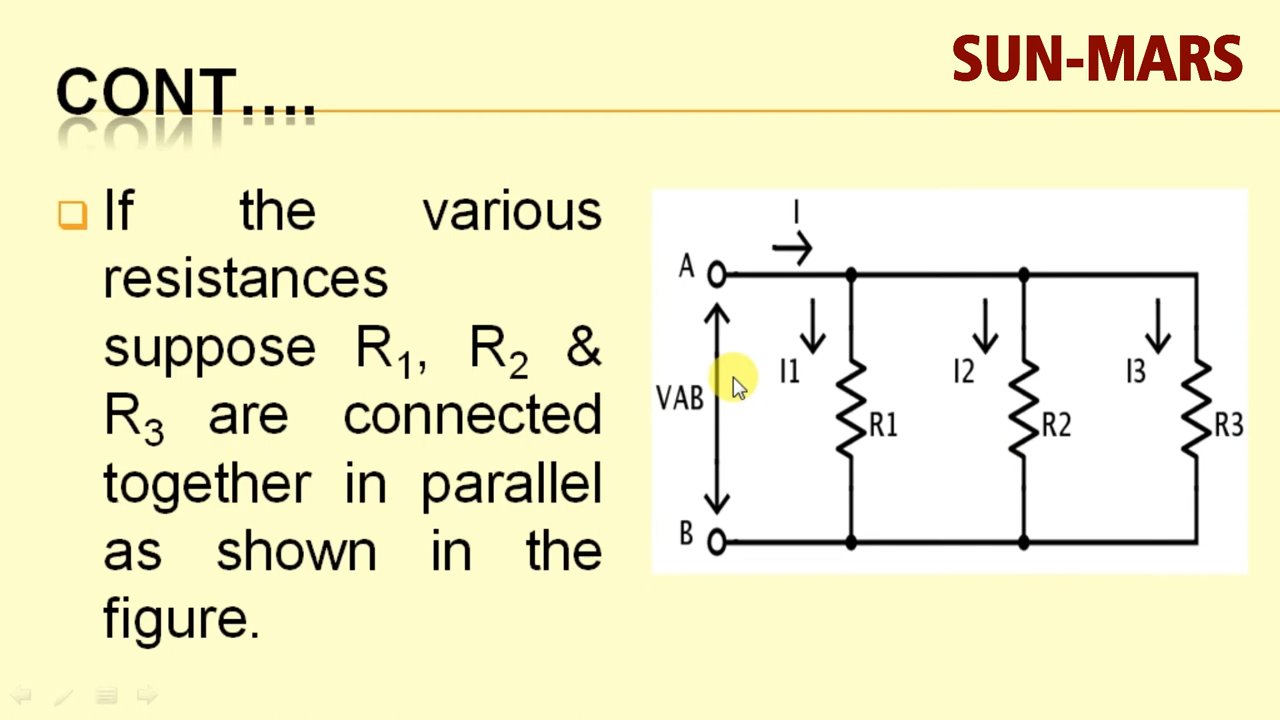 SUN-MARS
CONT....
If the various
resistances
suppose R₁, R₂ &
R₃ are connected
together in parallel
as shown in the
figure.
I
A
I1
I2
I3
VAB
R1
R2
R3
B